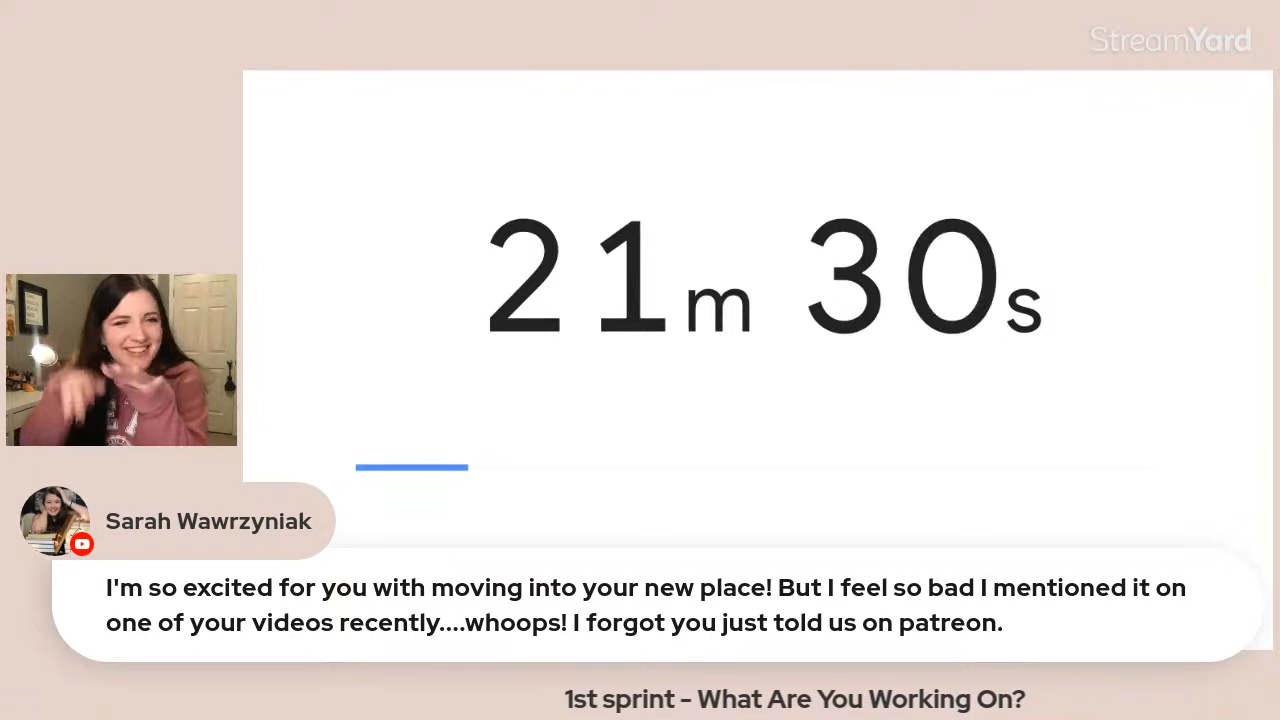 StreamYard
21m 30s
Sarah Wawrzyniak
I'm so excited for you with moving into your new place! But I feel so bad I mentioned it on
one of your videos recently....whoops! I forgot you just told us on patreon.
1st sprint - What Are You Working On?